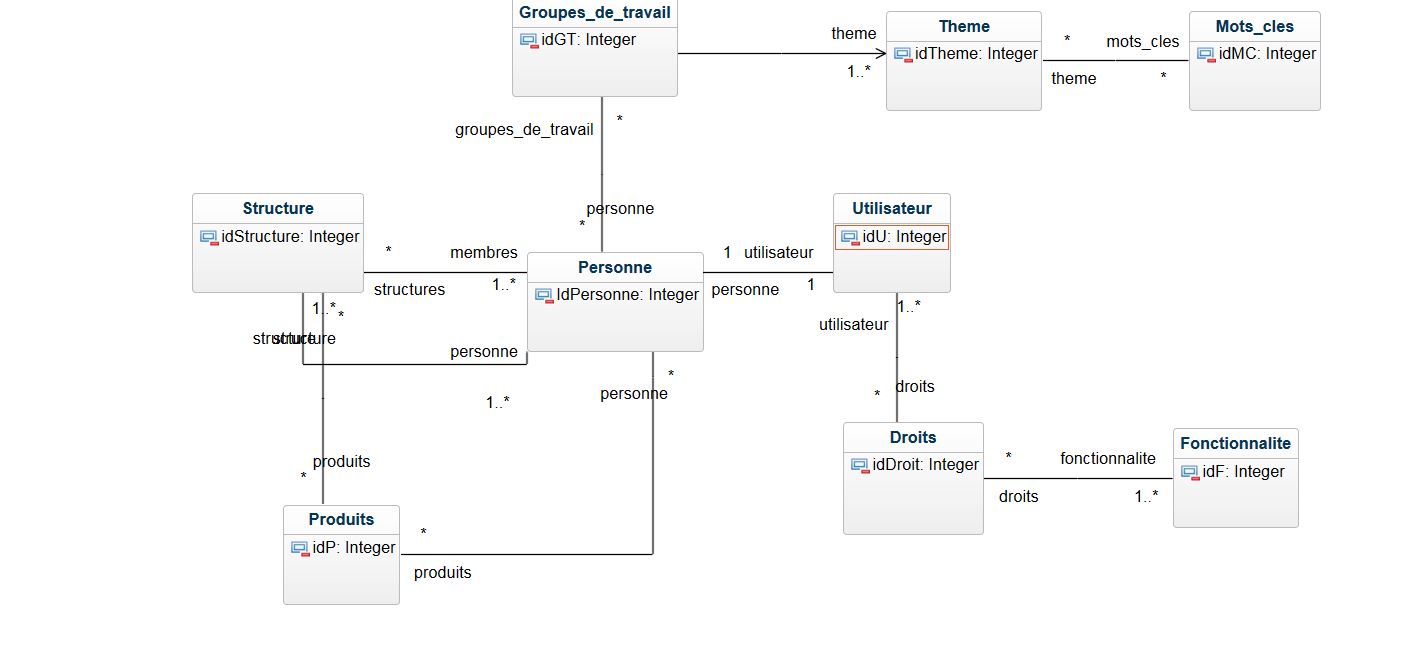 Groupes_de_travail
idGT: Integer
theme
1..*
Theme
idTheme: Integer
*
mots_cles
theme
*
Mots_cles
idMC: Integer
*
groupes_de_travail
personne
*
Structure
idStructure: Integer
*
membres
structures
1..*
Personne
IdPersonne: Integer
1
utilisateur
personne
1
Utilisateur
idU: Integer
1..*
*
structure
structure
personne
1..*
*
personne
1..*
utilisateur
*
droits
Droits
idDroit: Integer
*
fonctionnalite
droits
1..*
Fonctionnalite
idF: Integer
produits
*
Produits
idP: Integer
*
produits